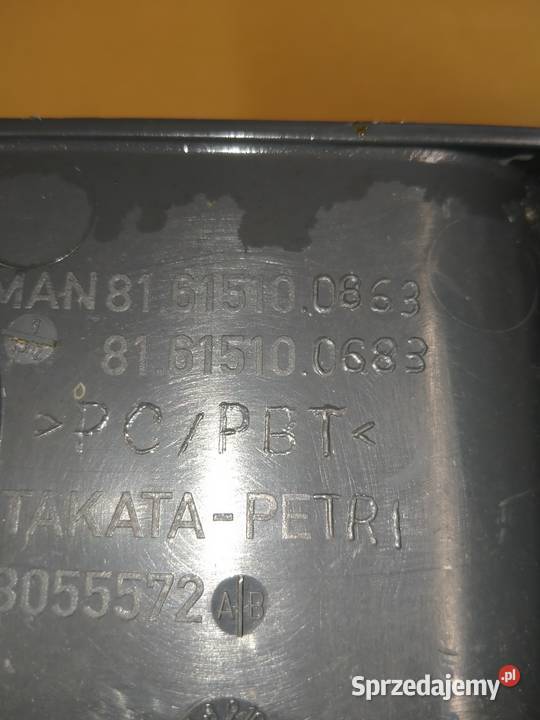 MAN 81.61510.0863
81.61510.0683
>PC/PBT<
TAKATA-PETRI
3055572 A B
Sprzedajemy.pl